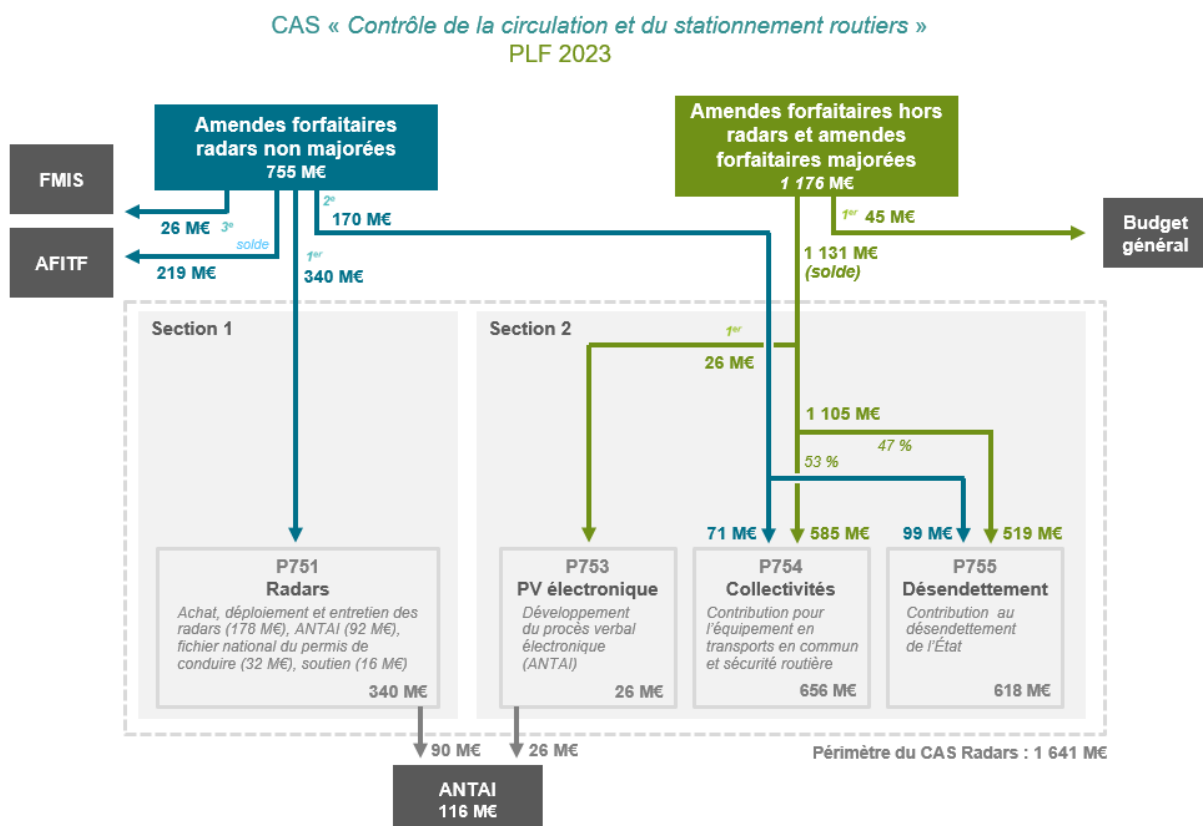 CAS « Contrôle de la circulation et du stationnement routiers »
PLF 2023
Amendes forfaitaires
radars non majorées
755 M€
Amendes forfaitaires hors
radars et amendes
forfaitaires majorées
1 176 M€
FMIS
AFITF
Budget
général
26 M€ 3e
solde
219 M€
1er
340 M€
2e
170 M€
1er 45 M€
1 131 M€
(solde)
Section 1
Section 2
1er
26 M€
1 105 M€
47 %
53 %
71 M€
585 M€
99 M€
519 M€
P751
Radars
Achat, déploiement et entretien des
radars (178 M€), ANTAI (92 M€),
fichier national du permis de
conduire (32 M€), soutien (16 M€)
340 M€
P753
PV électronique
Développement
du procès verbal
électronique
(ANTAI)
26 M€
P754
Collectivités
Contribution pour
l'équipement en
transports en commun
et sécurité routière
656 M€
P755
Désendettement
Contribution au
désendettement
de l'État
618 M€
90 M€
26 M€
Périmètre du CAS Radars : 1 641 M€
ANTAI
116 M€